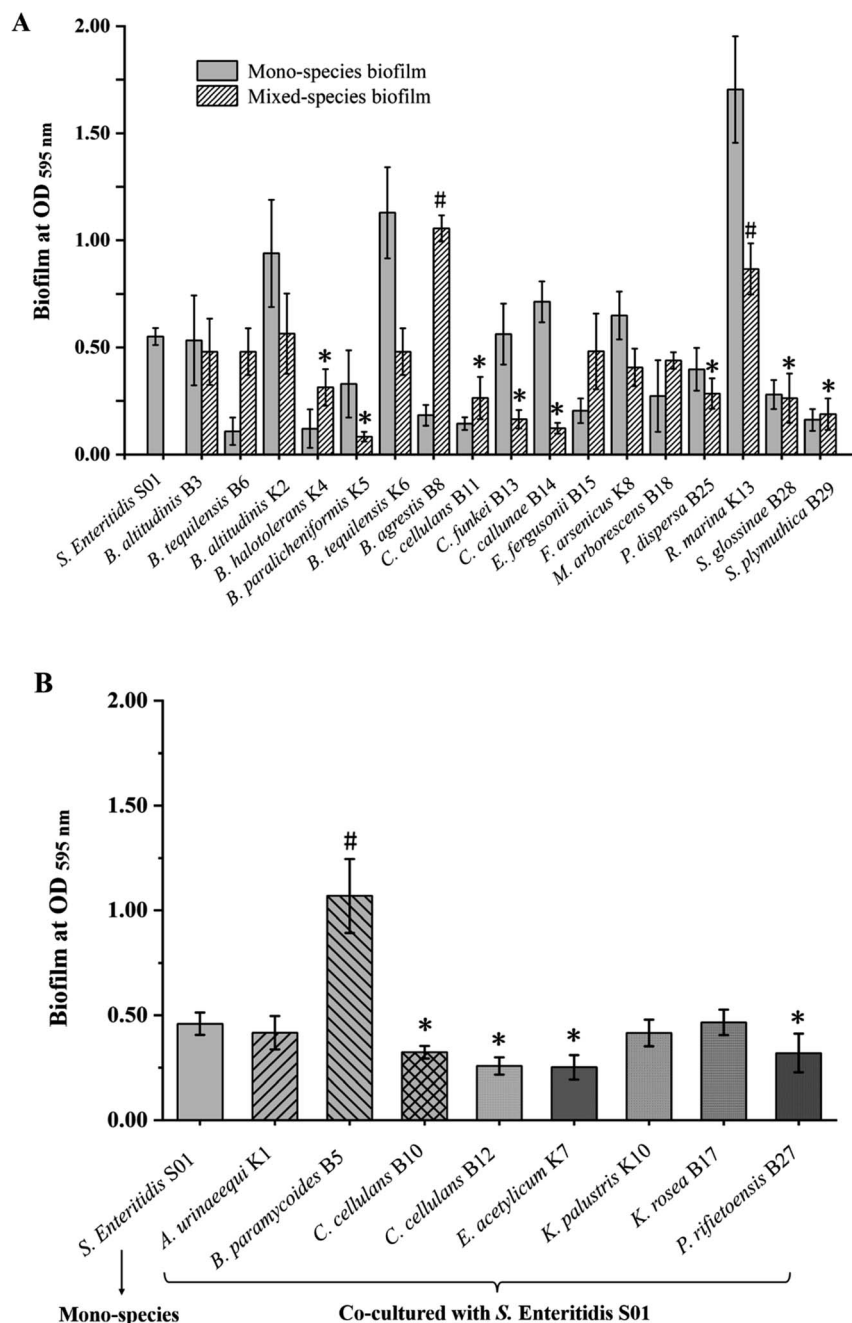 A
2.00
1.50
1.00
0.50
0.00
Biofilm at OD 595 nm
Mono-species biofilm
Mixed-species biofilm
*
*
#
*
*
*
*
#
*
*
S. Enteritidis S01
B. altitudinis B3
B. tequilensis B6
B. altitudinis K2
B. halotolerans K4
B. paralicheniformis K5
B. tequilensis K6
B. agrestis B8
C. cellulans B11
C. funkei B13
C. callunae B14
E. fergusonii B15
F. arsenicus K8
M. arborescens B18
P. dispersa B25
R. marina K13
S. glossinae B28
S. plymuthica B29
B
2.00
1.50
1.00
0.50
0.00
Biofilm at OD 595 nm
#
*
*
*
*
S. Enteritidis S01
A. urinaeequi K1
B. paramycoides B5
C. cellulans B10
C. cellulans B12
E. acetylicum K7
K. palustris K10
K. rosea B17
P. rifietoensis B27
Mono-species
Co-cultured with S. Enteritidis S01